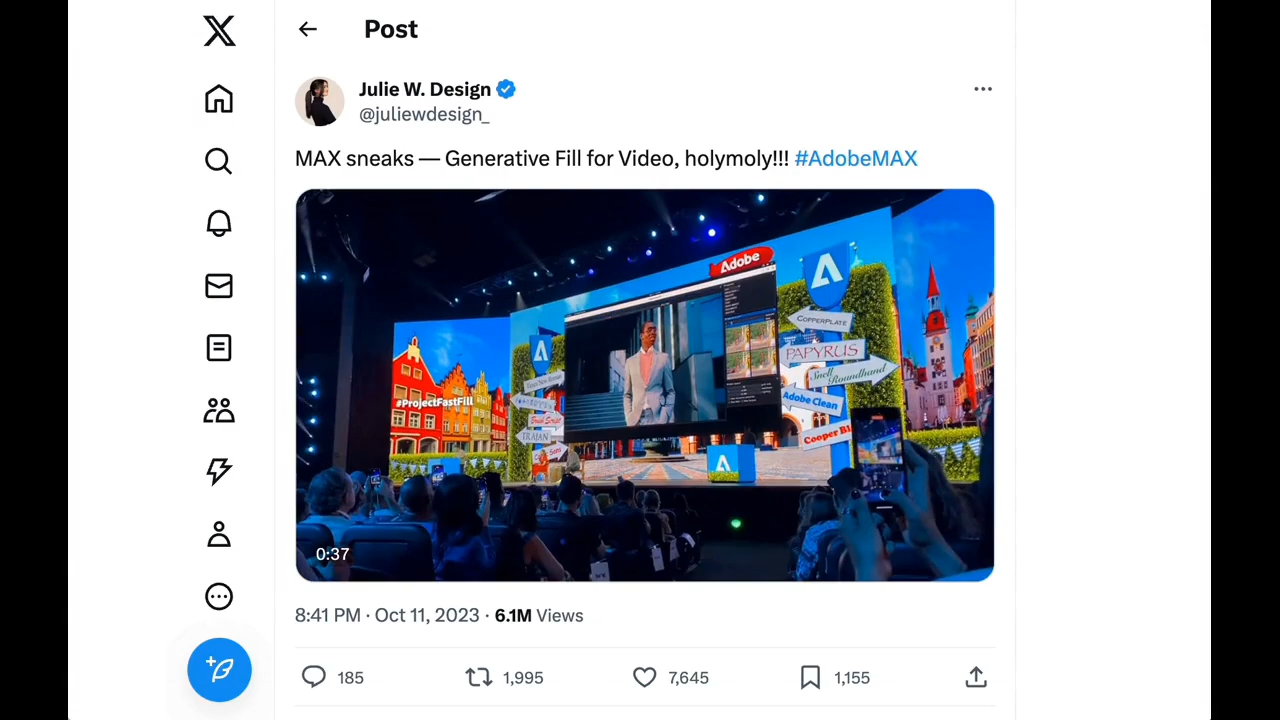 Post
Julie W. Design
@juliewdesign_
MAX sneaks — Generative Fill for Video, holymoly!!! #AdobeMAX
Adobe
COPPERPLATE
PAPYRUS
Snell Roundhand
Adobe Clean
Cooper Bl
#ProjectFastFill
TRAJAN
0:37
8:41 PM · Oct 11, 2023 · 6.1M Views
185
1,995
7,645
1,155